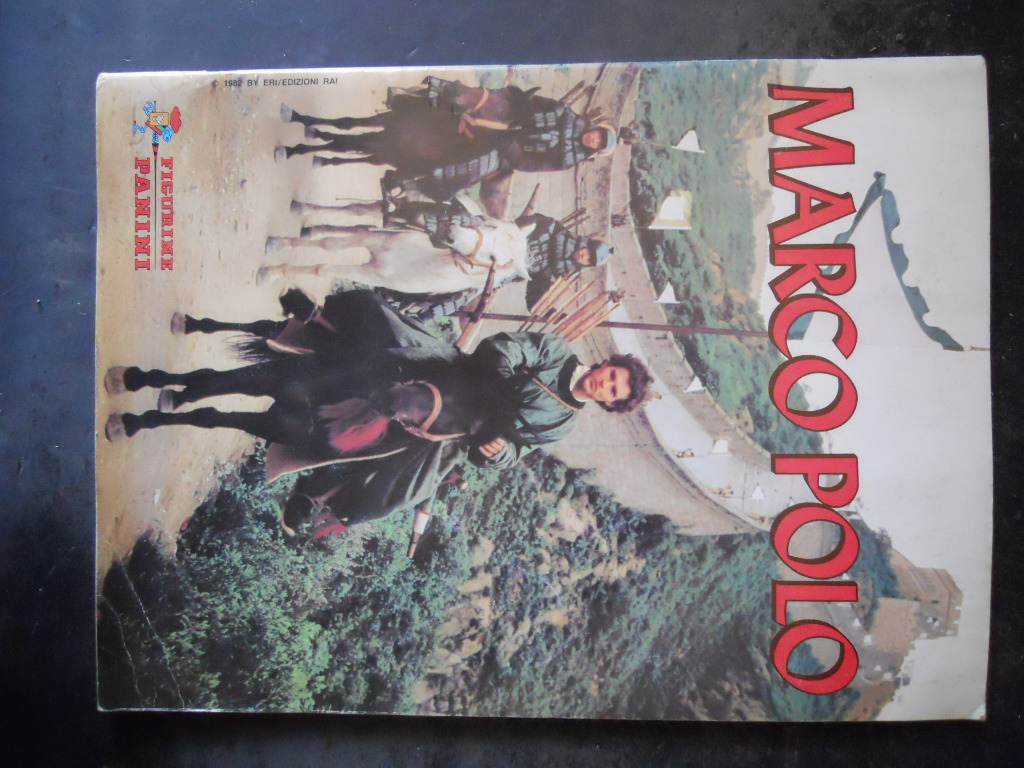 MARCO POLO
© 1982 BY ERI/EDIZIONI RAI
FIGURINE
PANINI